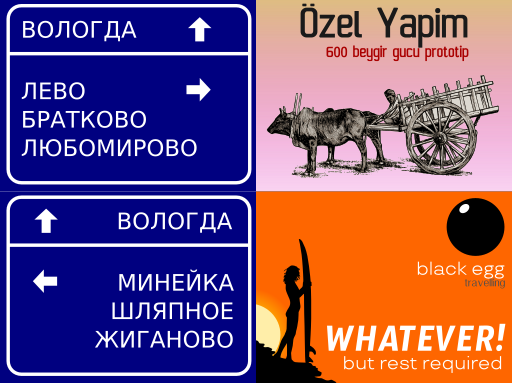 ВОЛОГДА
ЛЕВО
БРАТКОВО
ЛЮБОМИРОВО
Özel Yapim
600 beygir gucu prototip
ВОЛОГДА
МИНЕЙКА
ШЛЯПНОЕ
ЖИГАНОВО
black egg
travelling
WHATEVER!
but rest required